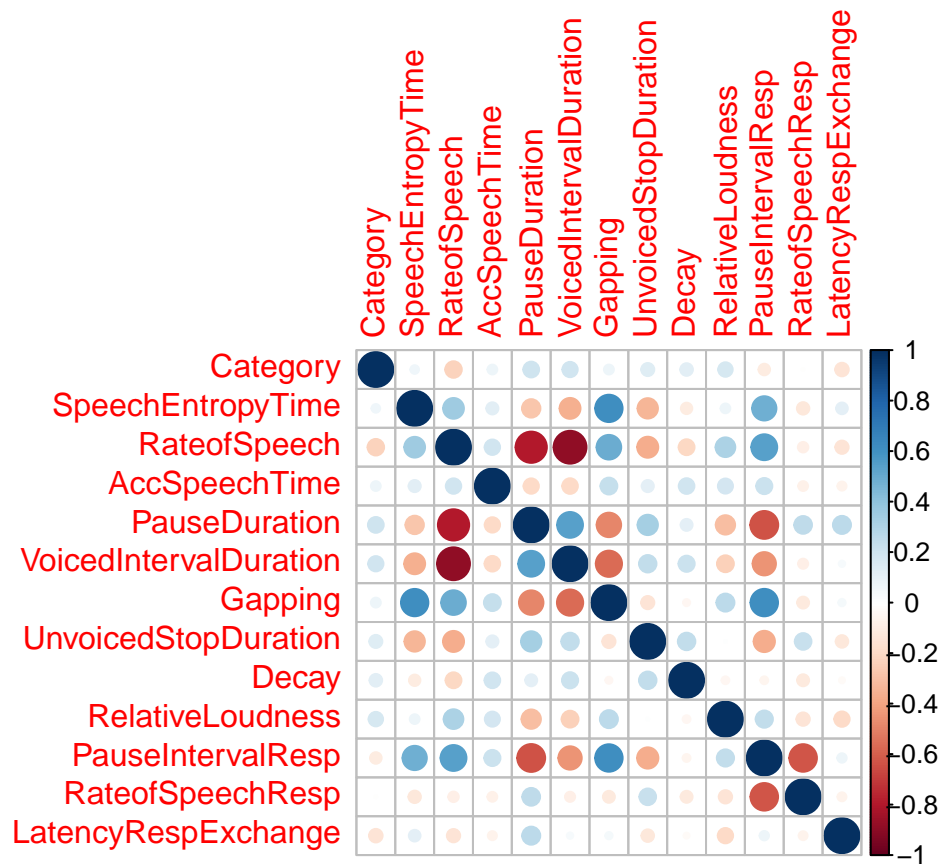 Category
SpeechEntropyTime
RateofSpeech
AccSpeechTime
PauseDuration
VoicedIntervalDuration
Gapping
UnvoicedStopDuration
Decay
RelativeLoudness
PauseIntervalResp
RateofSpeechResp
LatencyRespExchange
Category
SpeechEntropyTime
RateofSpeech
AccSpeechTime
PauseDuration
VoicedIntervalDuration
Gapping
UnvoicedStopDuration
Decay
RelativeLoudness
PauseIntervalResp
RateofSpeechResp
LatencyRespExchange
1
0.8
0.6
0.4
0.2
0
−0.2
−0.4
−0.6
−0.8
−1